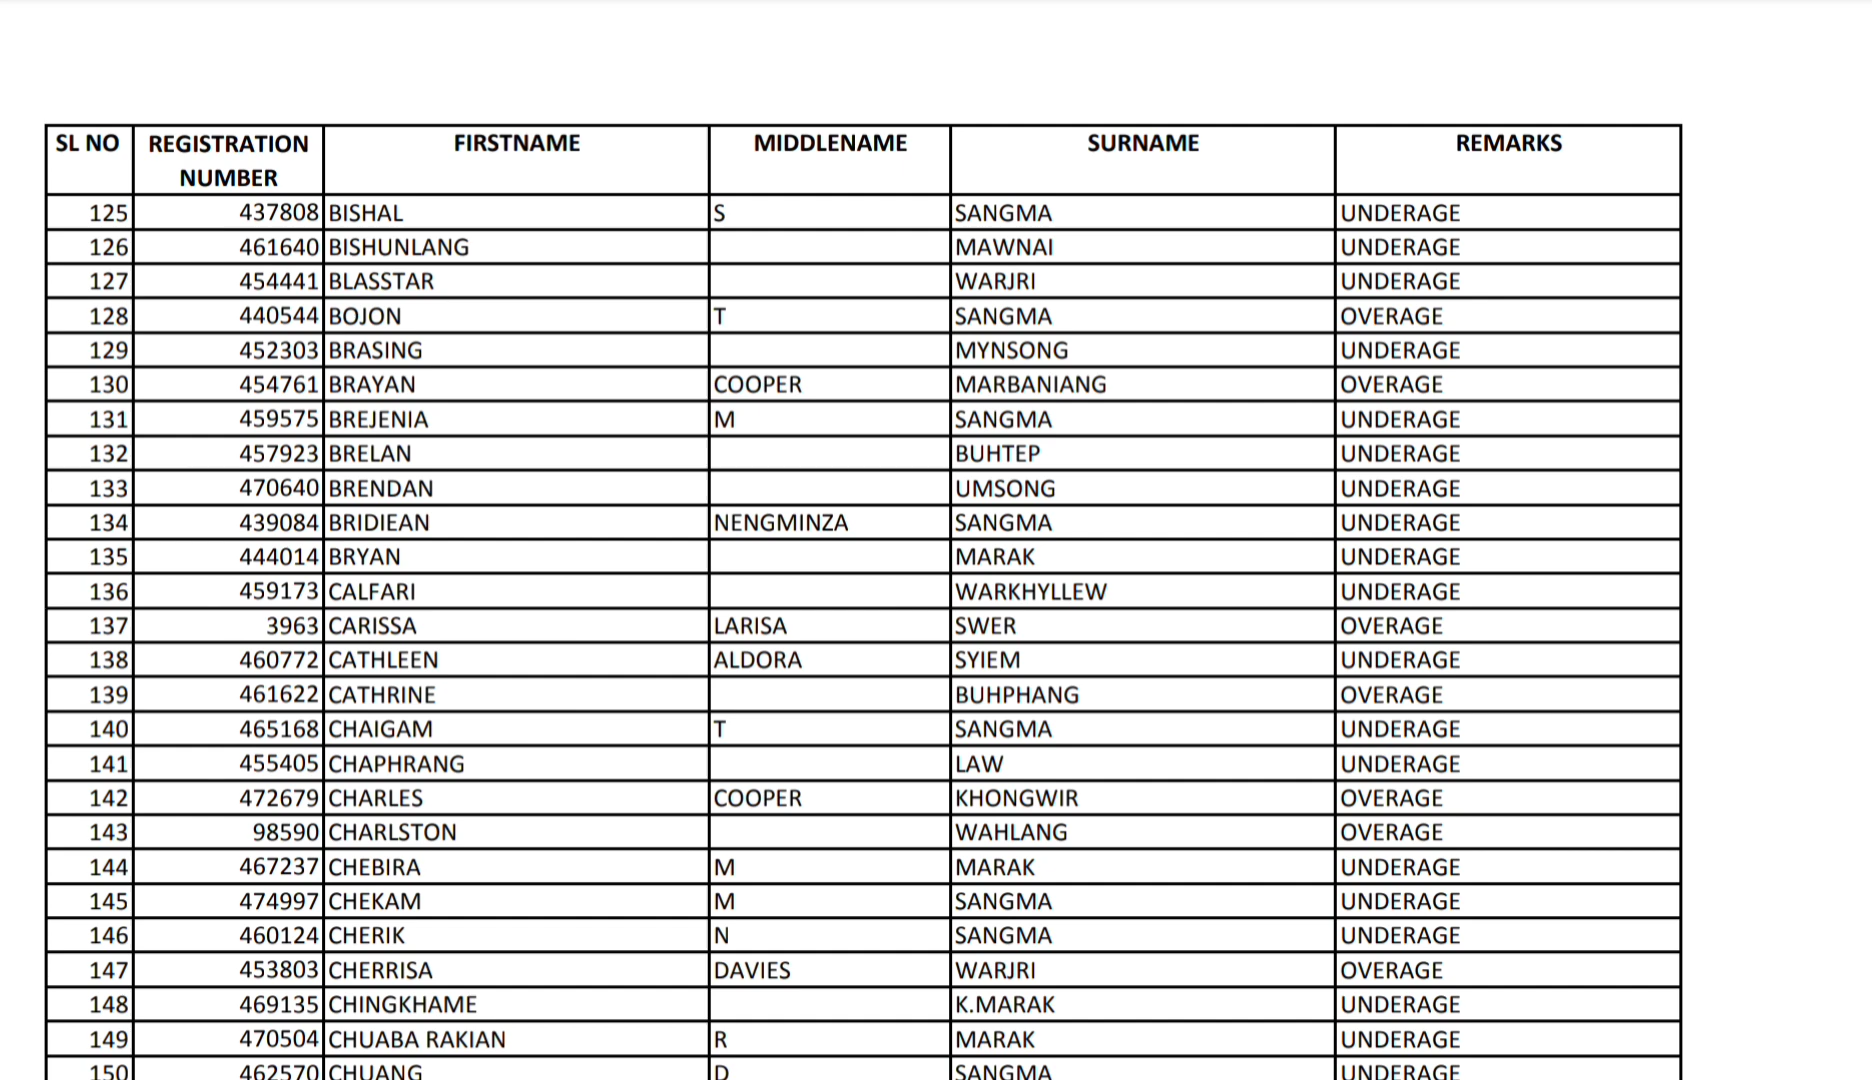 SL NO REGISTRATION NUMBER FIRSTNAME MIDDLENAME SURNAME REMARKS
125 437808 BISHAL S SANGMA UNDERAGE
126 461640 BISHUNLANG MAWNAI UNDERAGE
127 454441 BLASSTAR WARJRI UNDERAGE
128 440544 BOJON T SANGMA OVERAGE
129 452303 BRASING MYNSONG UNDERAGE
130 454761 BRAYAN COOPER MARBANIANG OVERAGE
131 459575 BREJENIA M SANGMA UNDERAGE
132 457923 BRELAN BUHTEP UNDERAGE
133 470640 BRENDAN UMSONG UNDERAGE
134 439084 BRIDIEAN NENGMINZA SANGMA UNDERAGE
135 444014 BRYAN MARAK UNDERAGE
136 459173 CALFARI WARKHYLLEW UNDERAGE
137 3963 CARISSA LARISA SWER OVERAGE
138 460772 CATHLEEN ALDORA SYIEM UNDERAGE
139 461622 CATHRINE BUHPHANG OVERAGE
140 465168 CHAIGAM T SANGMA UNDERAGE
141 455405 CHAPHRANG LAW UNDERAGE
142 472679 CHARLES COOPER KHONGWIR OVERAGE
143 98590 CHARLSTON WAHLANG OVERAGE
144 467237 CHEBIRA M MARAK UNDERAGE
145 474997 CHEKAM M SANGMA UNDERAGE
146 460124 CHERIK N SANGMA UNDERAGE
147 453803 CHERRISA DAVIES WARJRI OVERAGE
148 469135 CHINGKHAME K.MARAK UNDERAGE
149 470504 CHUABA RAKIAN R MARAK UNDERAGE
150 462570 CHUANG D SANGMA UNDERAGE